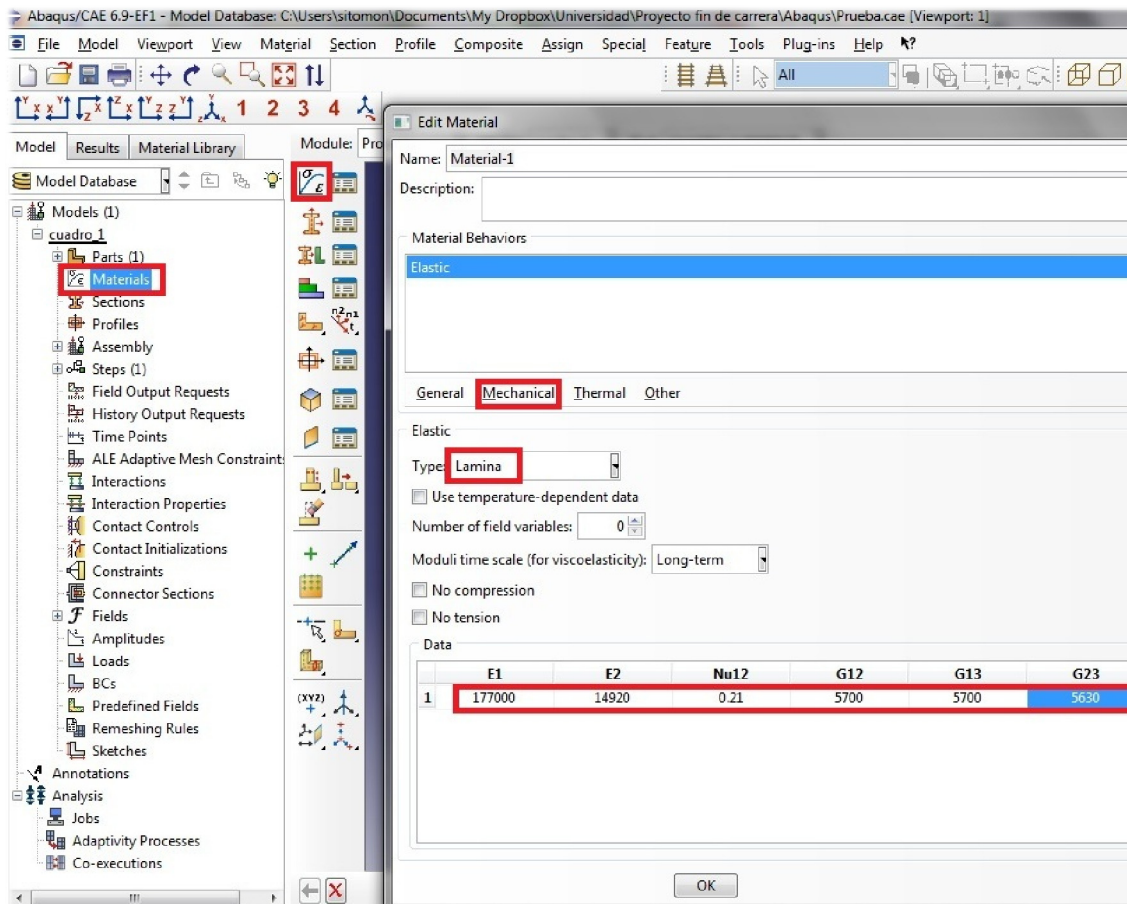 Abaqus/CAE 6.9-EF1 - Model Database: C:\Users\sitomon\Documents\My Dropbox\Universidad\Proyecto fin de carrera\Abaqus\Prueba.cae [Viewport: 1]
File Model Viewport View Material Section Profile Composite Assign Special Feature Tools Plug-ins Help
All
1 2 3 4
Model Results Material Library
Module: Pro
Model Database
Models (1)
cuadro_1
Parts (1)
Materials
Sections
Profiles
Assembly
Steps (1)
Field Output Requests
History Output Requests
Time Points
ALE Adaptive Mesh Constraint
Interactions
Interaction Properties
Contact Controls
Contact Initializations
Constraints
Connector Sections
Fields
Amplitudes
Loads
BCs
Predefined Fields
Remeshing Rules
Sketches
Annotations
Analysis
Jobs
Adaptivity Processes
Co-executions
(XYZ)
Edit Material
Name: Material-1
Description:
Material Behaviors
Elastic
General Mechanical Thermal Other
Elastic
Type: Lamina
Use temperature-dependent data
Number of field variables: 0
Moduli time scale (for viscoelasticity): Long-term
No compression
No tension
Data
E1 E2 Nu12 G12 G13 G23
1 177000 14920 0.21 5700 5700 5630
OK